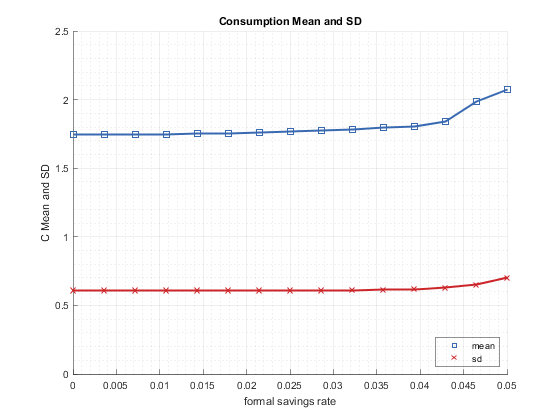 Consumption Mean and SD
2.5
2
1.5
1
0.5
0
C Mean and SD
0 0.005 0.01 0.015 0.02 0.025 0.03 0.035 0.04 0.045 0.05
formal savings rate
mean
sd